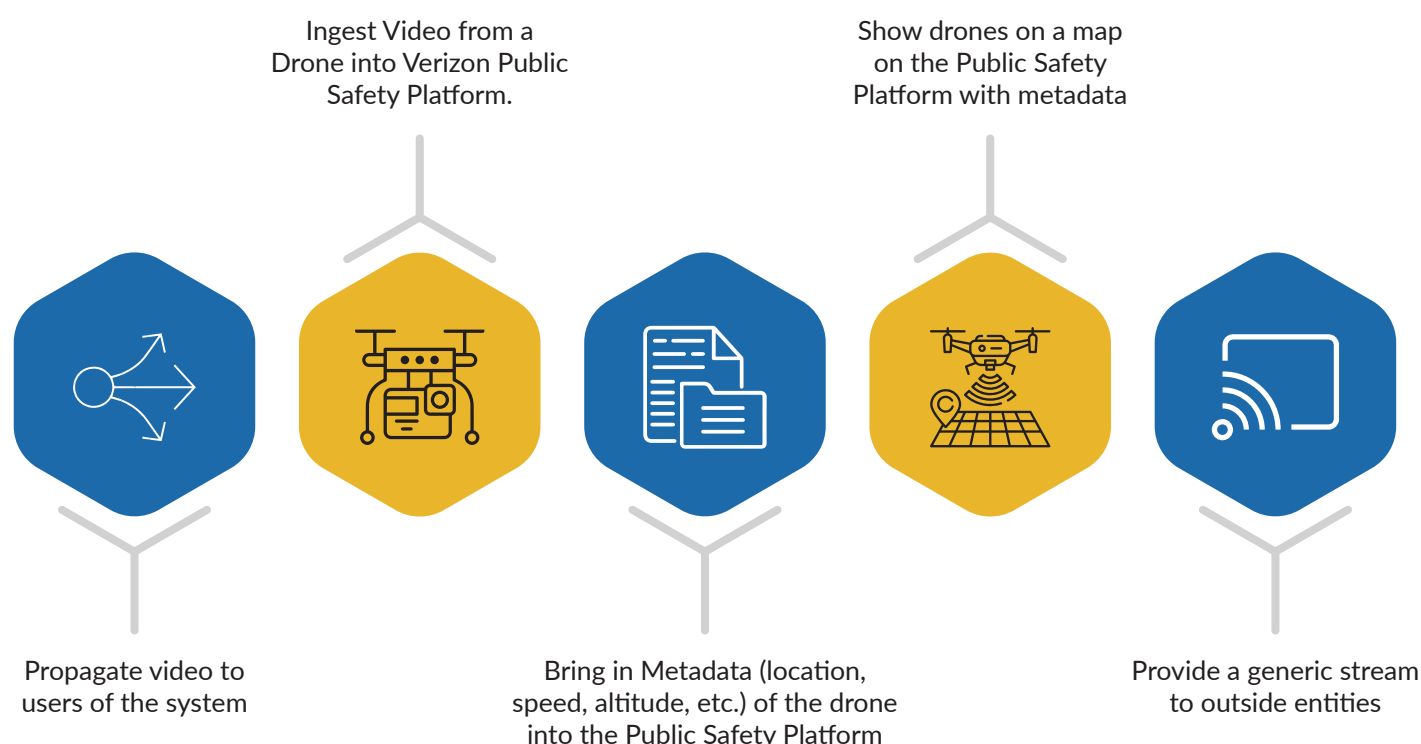 Ingest Video from a
Drone into Verizon Public
Safety Platform.
Show drones on a map
on the Public Safety
Platform with metadata
Propagate video to
users of the system
Bring in Metadata (location,
speed, altitude, etc.) of the drone
into the Public Safety Platform
Provide a generic stream
to outside entities